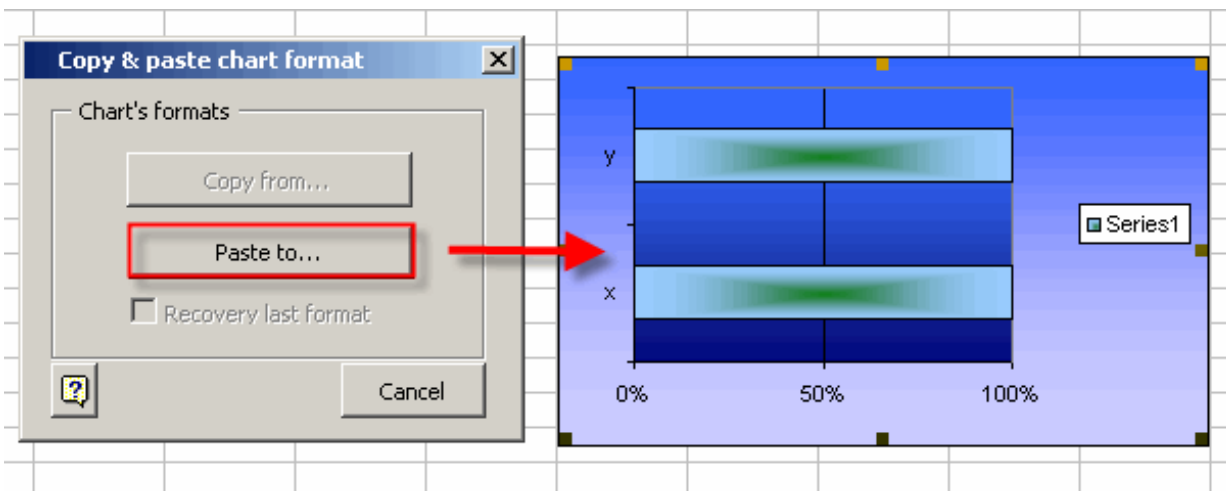 Copy & paste chart format
Chart's formats
Copy from...
Paste to...
Recovery last format
Cancel
y
x
0% 50% 100%
Series1